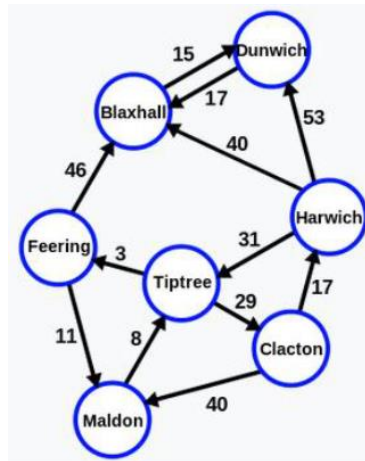 15
Dunwich
17
Blaxhall
53
40
46
Harwich
31
Feering
3
Tiptree
29
17
11
8
Clacton
40
Maldon